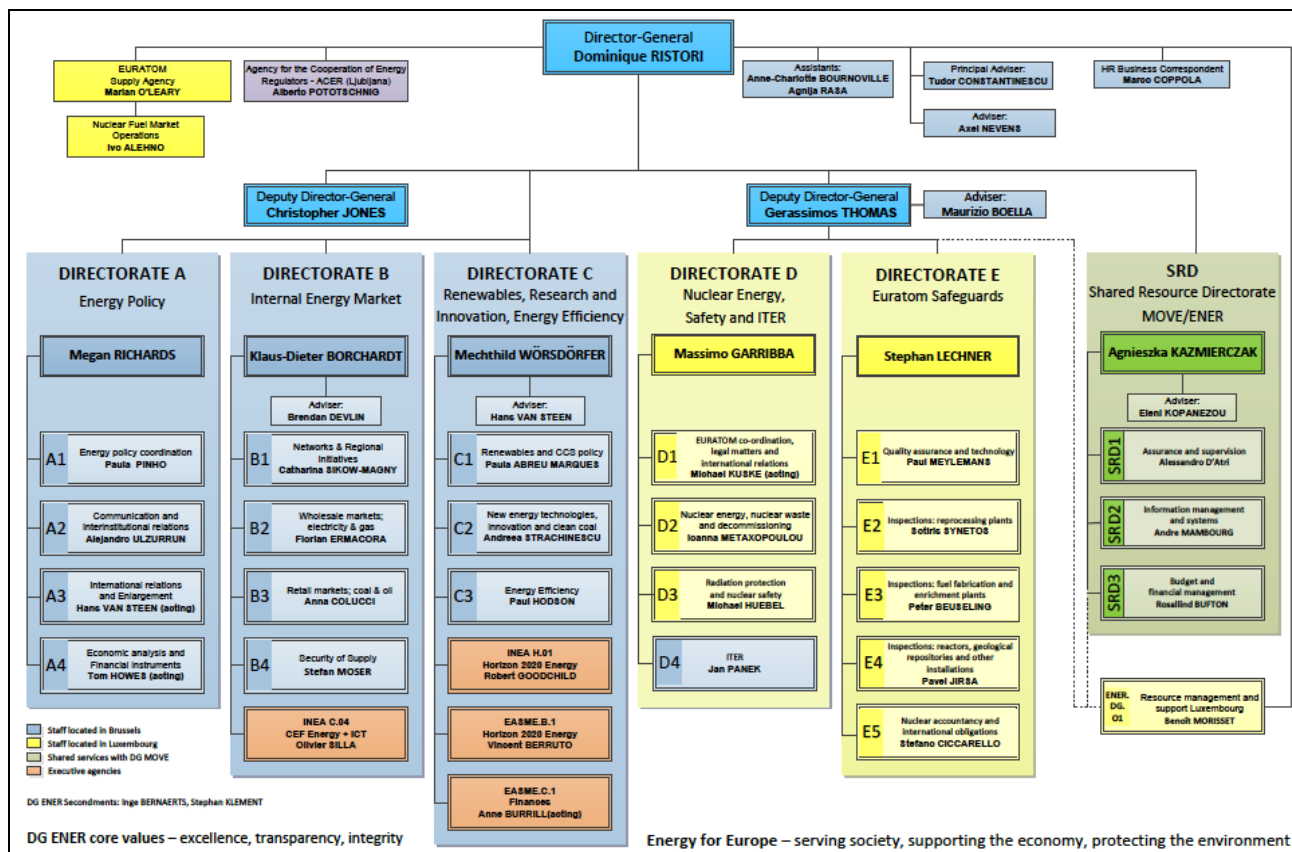 Director-General
Dominique RISTORI
EURATOM
Supply Agency
Marian O'LEARY
Agency for the Cooperation of Energy
Regulators - ACER (Ljubljana)
Alberto POTOTSCHNIG
Assistants:
Anne-Charlotte BOURNOVILLE
Agnija RASA
Principal Adviser:
Tudor CONSTANTINESCU
HR Business Correspondent
Marco COPPOLA
Nuclear Fuel Market
Operations
Ivo ALEHNO
Adviser:
Axel NEVENS
Deputy Director-General
Christopher JONES
Deputy Director-General
Gerassimos THOMAS
Adviser:
Maurizio BOELLA
DIRECTORATE A
Energy Policy
Megan RICHARDS
A1
Energy policy coordination
Paula PINHO
A2
Communication and
interinstitutional relations
Alejandro ULZURRUN
A3
International relations
and Enlargement
Hans VAN STEEN (acting)
A4
Economic analysis and
Financial instruments
Tom HOWES (acting)
DIRECTORATE B
Internal Energy Market
Klaus-Dieter BORCHARDT
Adviser:
Brendan DEVLIN
B1
Networks & Regional
Initiatives
Catharina SIKOW-MAGNY
B2
Wholesale markets;
electricity & gas
Florian ERMACORA
B3
Retail markets; coal & oil
Anna COLUCCI
B4
Security of Supply
Stefan MOSER
INEA C.04
CEF Energy + ICT
Olivier SILLA
DIRECTORATE C
Renewables, Research and
Innovation, Energy Efficiency
Mechthild WÖRSDÖRFER
Adviser:
Hans VAN STEEN
C1
Renewables and CCS policy
Paula ABREU MARQUES
C2
New energy technologies,
innovation and clean coal
Andreea STRACHINESCU
C3
Energy Efficiency
Paul HODSON
INEA H.01
Horizon 2020 Energy
Robert GOODCHILD
EASME.B.1
Horizon 2020 Energy
Vincent BERRUTO
EASME.C.1
Finances
Anne BURRILL(acting)
DIRECTORATE D
Nuclear Energy,
Safety and ITER
Massimo GARRIBBA
D1
EURATOM co-ordination,
legal matters and
international relations
Michael KUSKE (acting)
D2
Nuclear energy, nuclear waste
and decommissioning
Ioanna METAXOPOULOU
D3
Radiation protection
and nuclear safety
Michael HUEBEL
D4
ITER
Jan PANEK
DIRECTORATE E
Euratom Safeguards
Stephan LECHNER
E1
Quality assurance and technology
Paul MEYLEMANS
E2
Inspections: reprocessing plants
Sotiris SYNETOS
E3
Inspections: fuel fabrication and
enrichment plants
Peter BEUSELING
E4
Inspections: reactors, geological
repositories and other
installations
Pavel JIRSA
E5
Nuclear accountancy and
international obligations
Stefano CICCARELLO
SRD
Shared Resource Directorate
MOVE/ENER
Agnieszka KAZMIERCZAK
Adviser:
Eleni KOPANEZOU
SRD1
Assurance and supervision
Alessandro D'Atri
SRD2
Information management
and systems
Andre MAMBOURG
SRD3
Budget and
financial management
Rosallind BUFTON
ENER.
DG.
01
Resource management and
support Luxembourg
Benoît MORISSET
Staff located in Brussels
Staff located in Luxembourg
Shared services with DG MOVE
Executive agencies
DG ENER Secondments: Inge BERNAERTS, Stephan KLEMENT
DG ENER core values – excellence, transparency, integrity
Energy for Europe – serving society, supporting the economy, protecting the environment